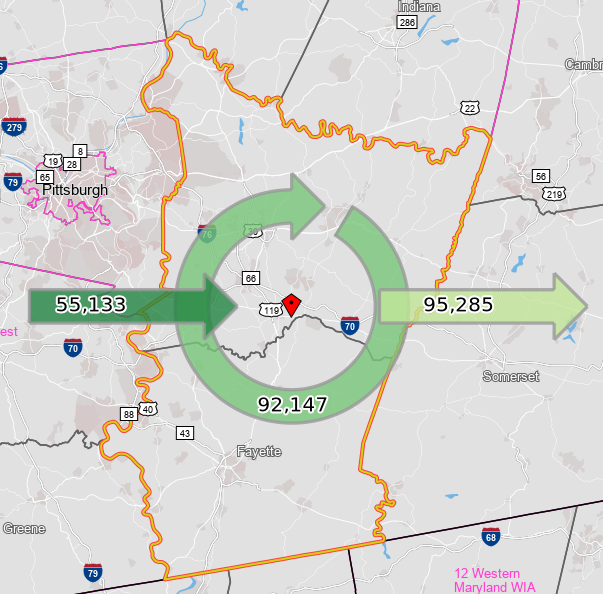 Indiana
286
Cambr
6
22
279
19
8
28
79
65
Pittsburgh
56
219
76
30
66
55,133
119
95,285
70
est
70
Somerset
92,147
88
40
43
Fayette
Greene
68
79
12 Western
Maryland WIA